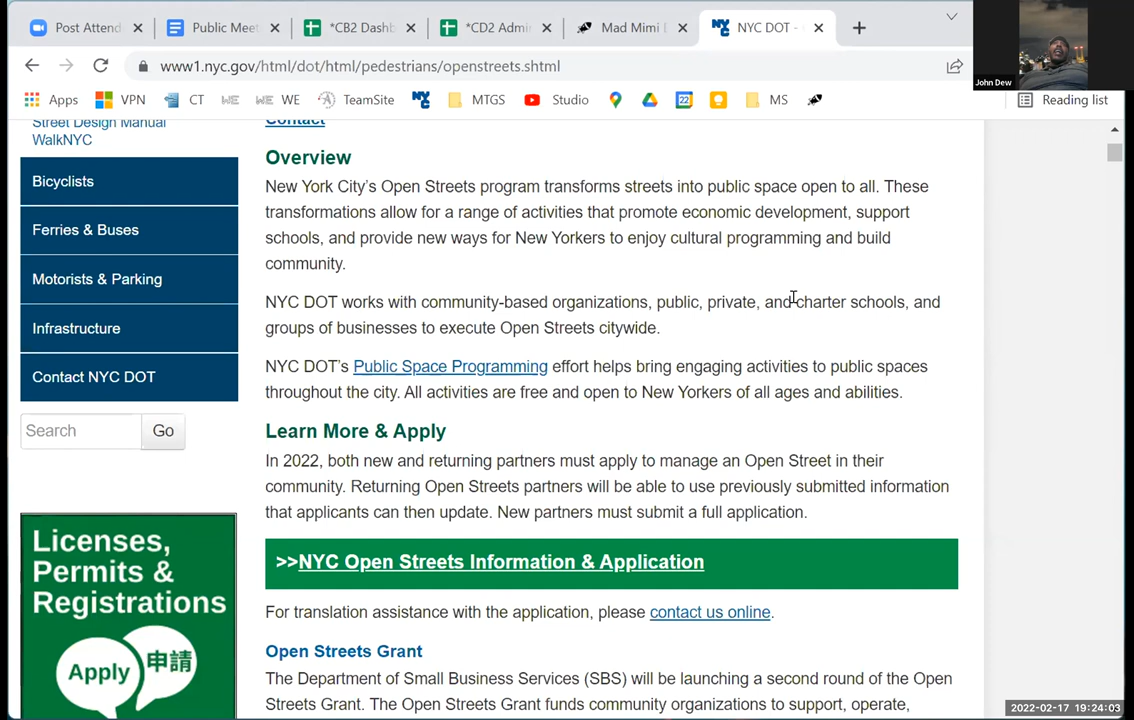 Post Attend
Public Meet
*CB2 Dashb
*CD2 Admi
Mad Mimi E
NYC DOT -
John Dew
www1.nyc.gov/html/dot/html/pedestrians/openstreets.shtml
Apps
VPN
CT
WE
WE
TeamSite
MTGS
Studio
22
MS
Reading list
Street Design Manual
WalkNYC
Bicyclists
Ferries & Buses
Motorists & Parking
Infrastructure
Contact NYC DOT
Search
Go
Licenses,
Permits &
Registrations
Apply
申請
Contact
Overview
New York City's Open Streets program transforms streets into public space open to all. These
transformations allow for a range of activities that promote economic development, support
schools, and provide new ways for New Yorkers to enjoy cultural programming and build
community.
NYC DOT works with community-based organizations, public, private, and charter schools, and
groups of businesses to execute Open Streets citywide.
NYC DOT's Public Space Programming effort helps bring engaging activities to public spaces
throughout the city. All activities are free and open to New Yorkers of all ages and abilities.
Learn More & Apply
In 2022, both new and returning partners must apply to manage an Open Street in their
community. Returning Open Streets partners will be able to use previously submitted information
that applicants can then update. New partners must submit a full application.
>>NYC Open Streets Information & Application
For translation assistance with the application, please contact us online.
Open Streets Grant
The Department of Small Business Services (SBS) will be launching a second round of the Open
Streets Grant. The Open Streets Grant funds community organizations to support, operate,
2022-02-17 19:24:03